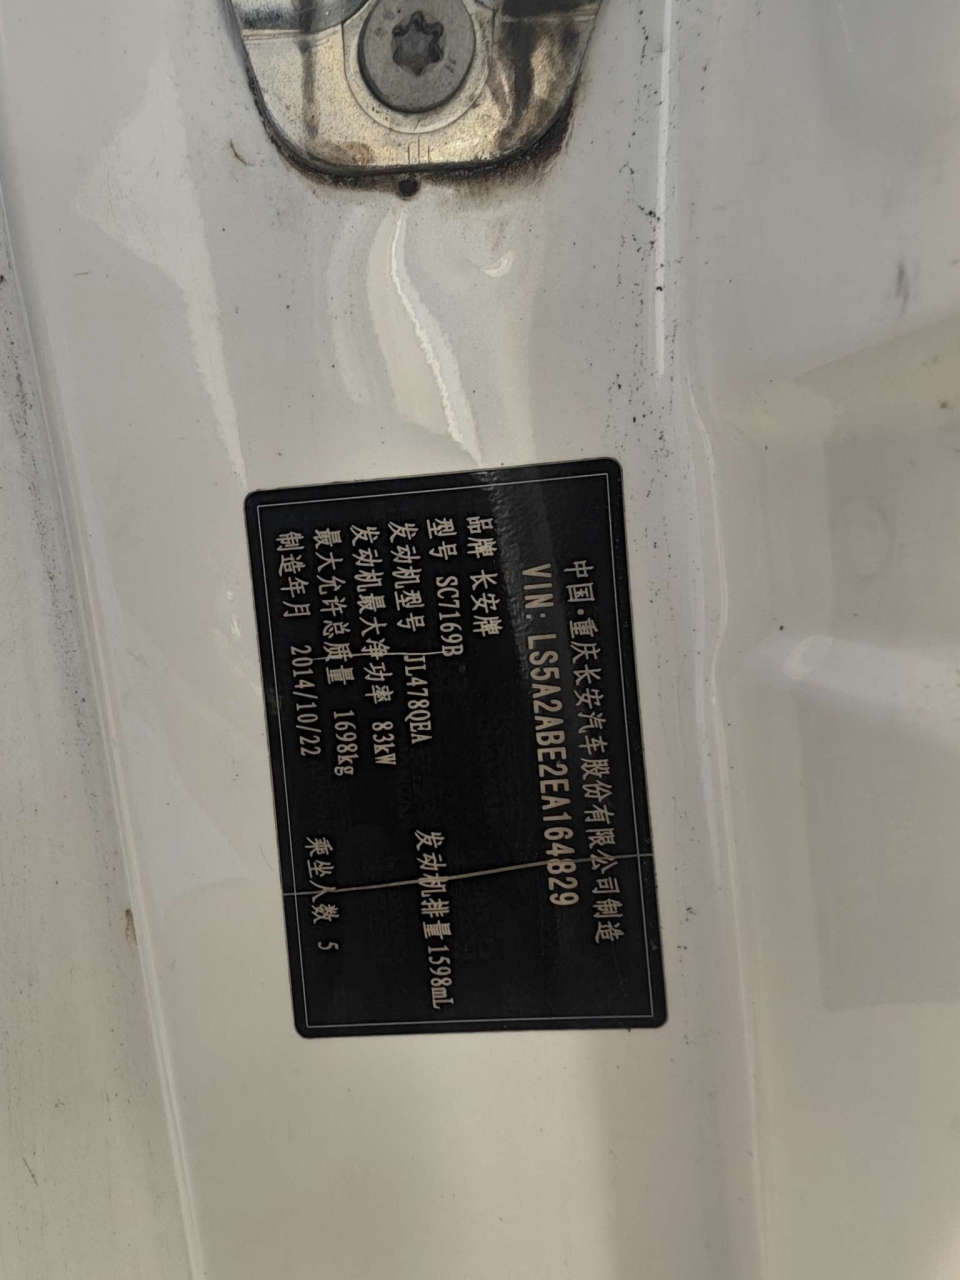 中国·重庆长安汽车股份有限公司制造
VIN: LS5A2ABE2EA164829
品牌 长安牌
型号 SC7169B
发动机型号 JL478QEA 发动机排量 1598mL
发动机最大净功率 83kW
最大允许总质量 1698kg 乘坐人数 5
制造年月 2014/10/22